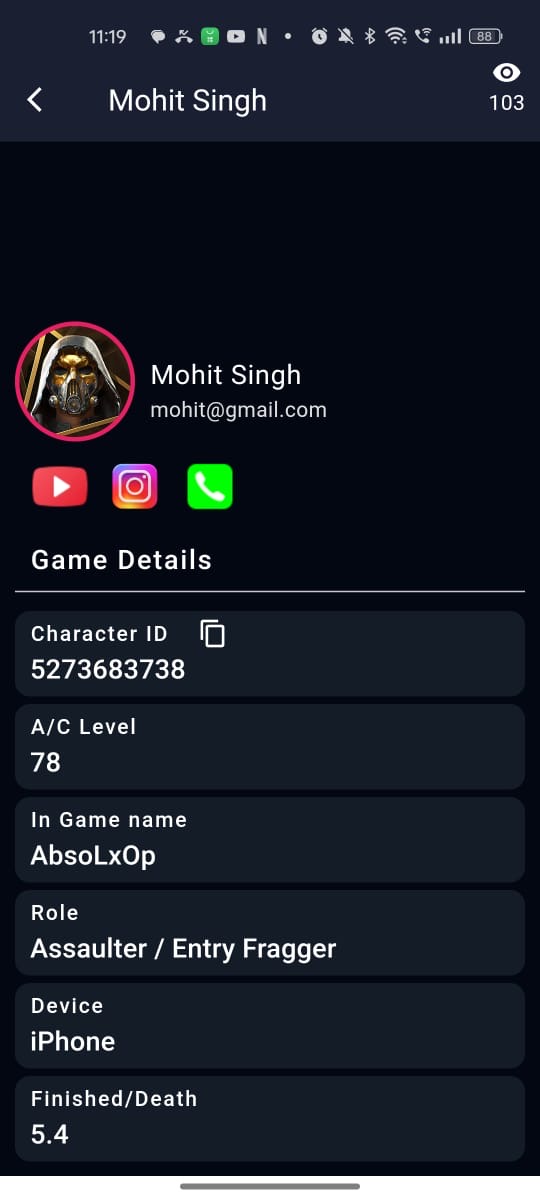 11:19
88
Mohit Singh
103
Mohit Singh
mohit@gmail.com
Game Details
Character ID
5273683738
A/C Level
78
In Game name
AbsoLxOp
Role
Assaulter / Entry Fragger
Device
iPhone
Finished/Death
5.4